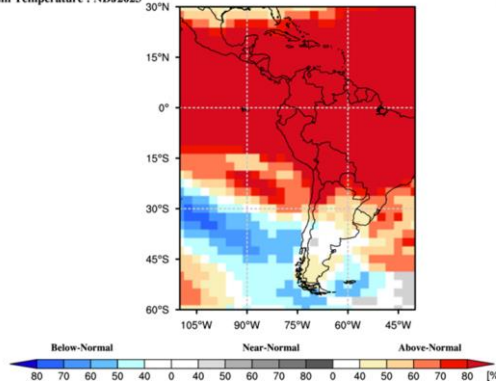 Temperature : NDJ2023
30°N
15°N
0°
15°S
30°S
45°S
60°S
105°W 90°W 75°W 60°W 45°W
Below-Normal Near-Normal Above-Normal
80 70 60 50 40 0 40 50 60 70 80 0 40 50 60 70 80 [%